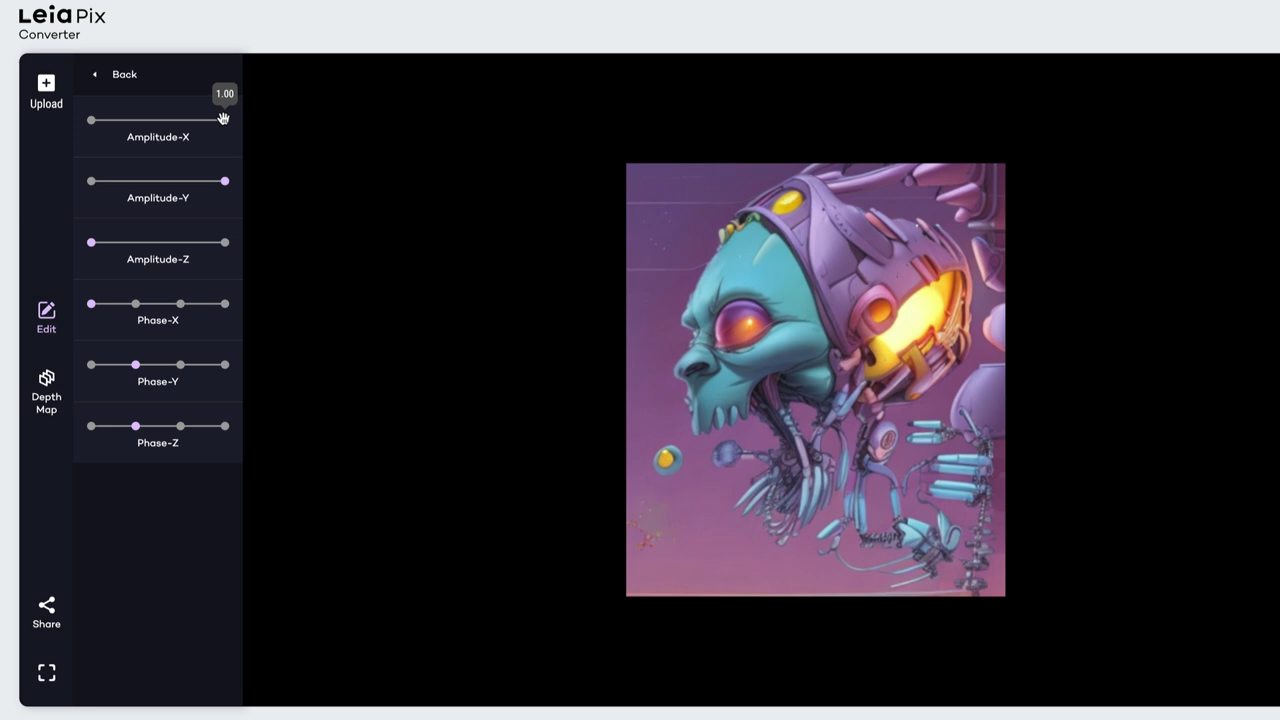 Leia Pix
Converter
Upload
Back
1.00
Amplitude-X
Amplitude-Y
Amplitude-Z
Phase-X
Edit
Phase-Y
Depth
Map
Phase-Z
Share